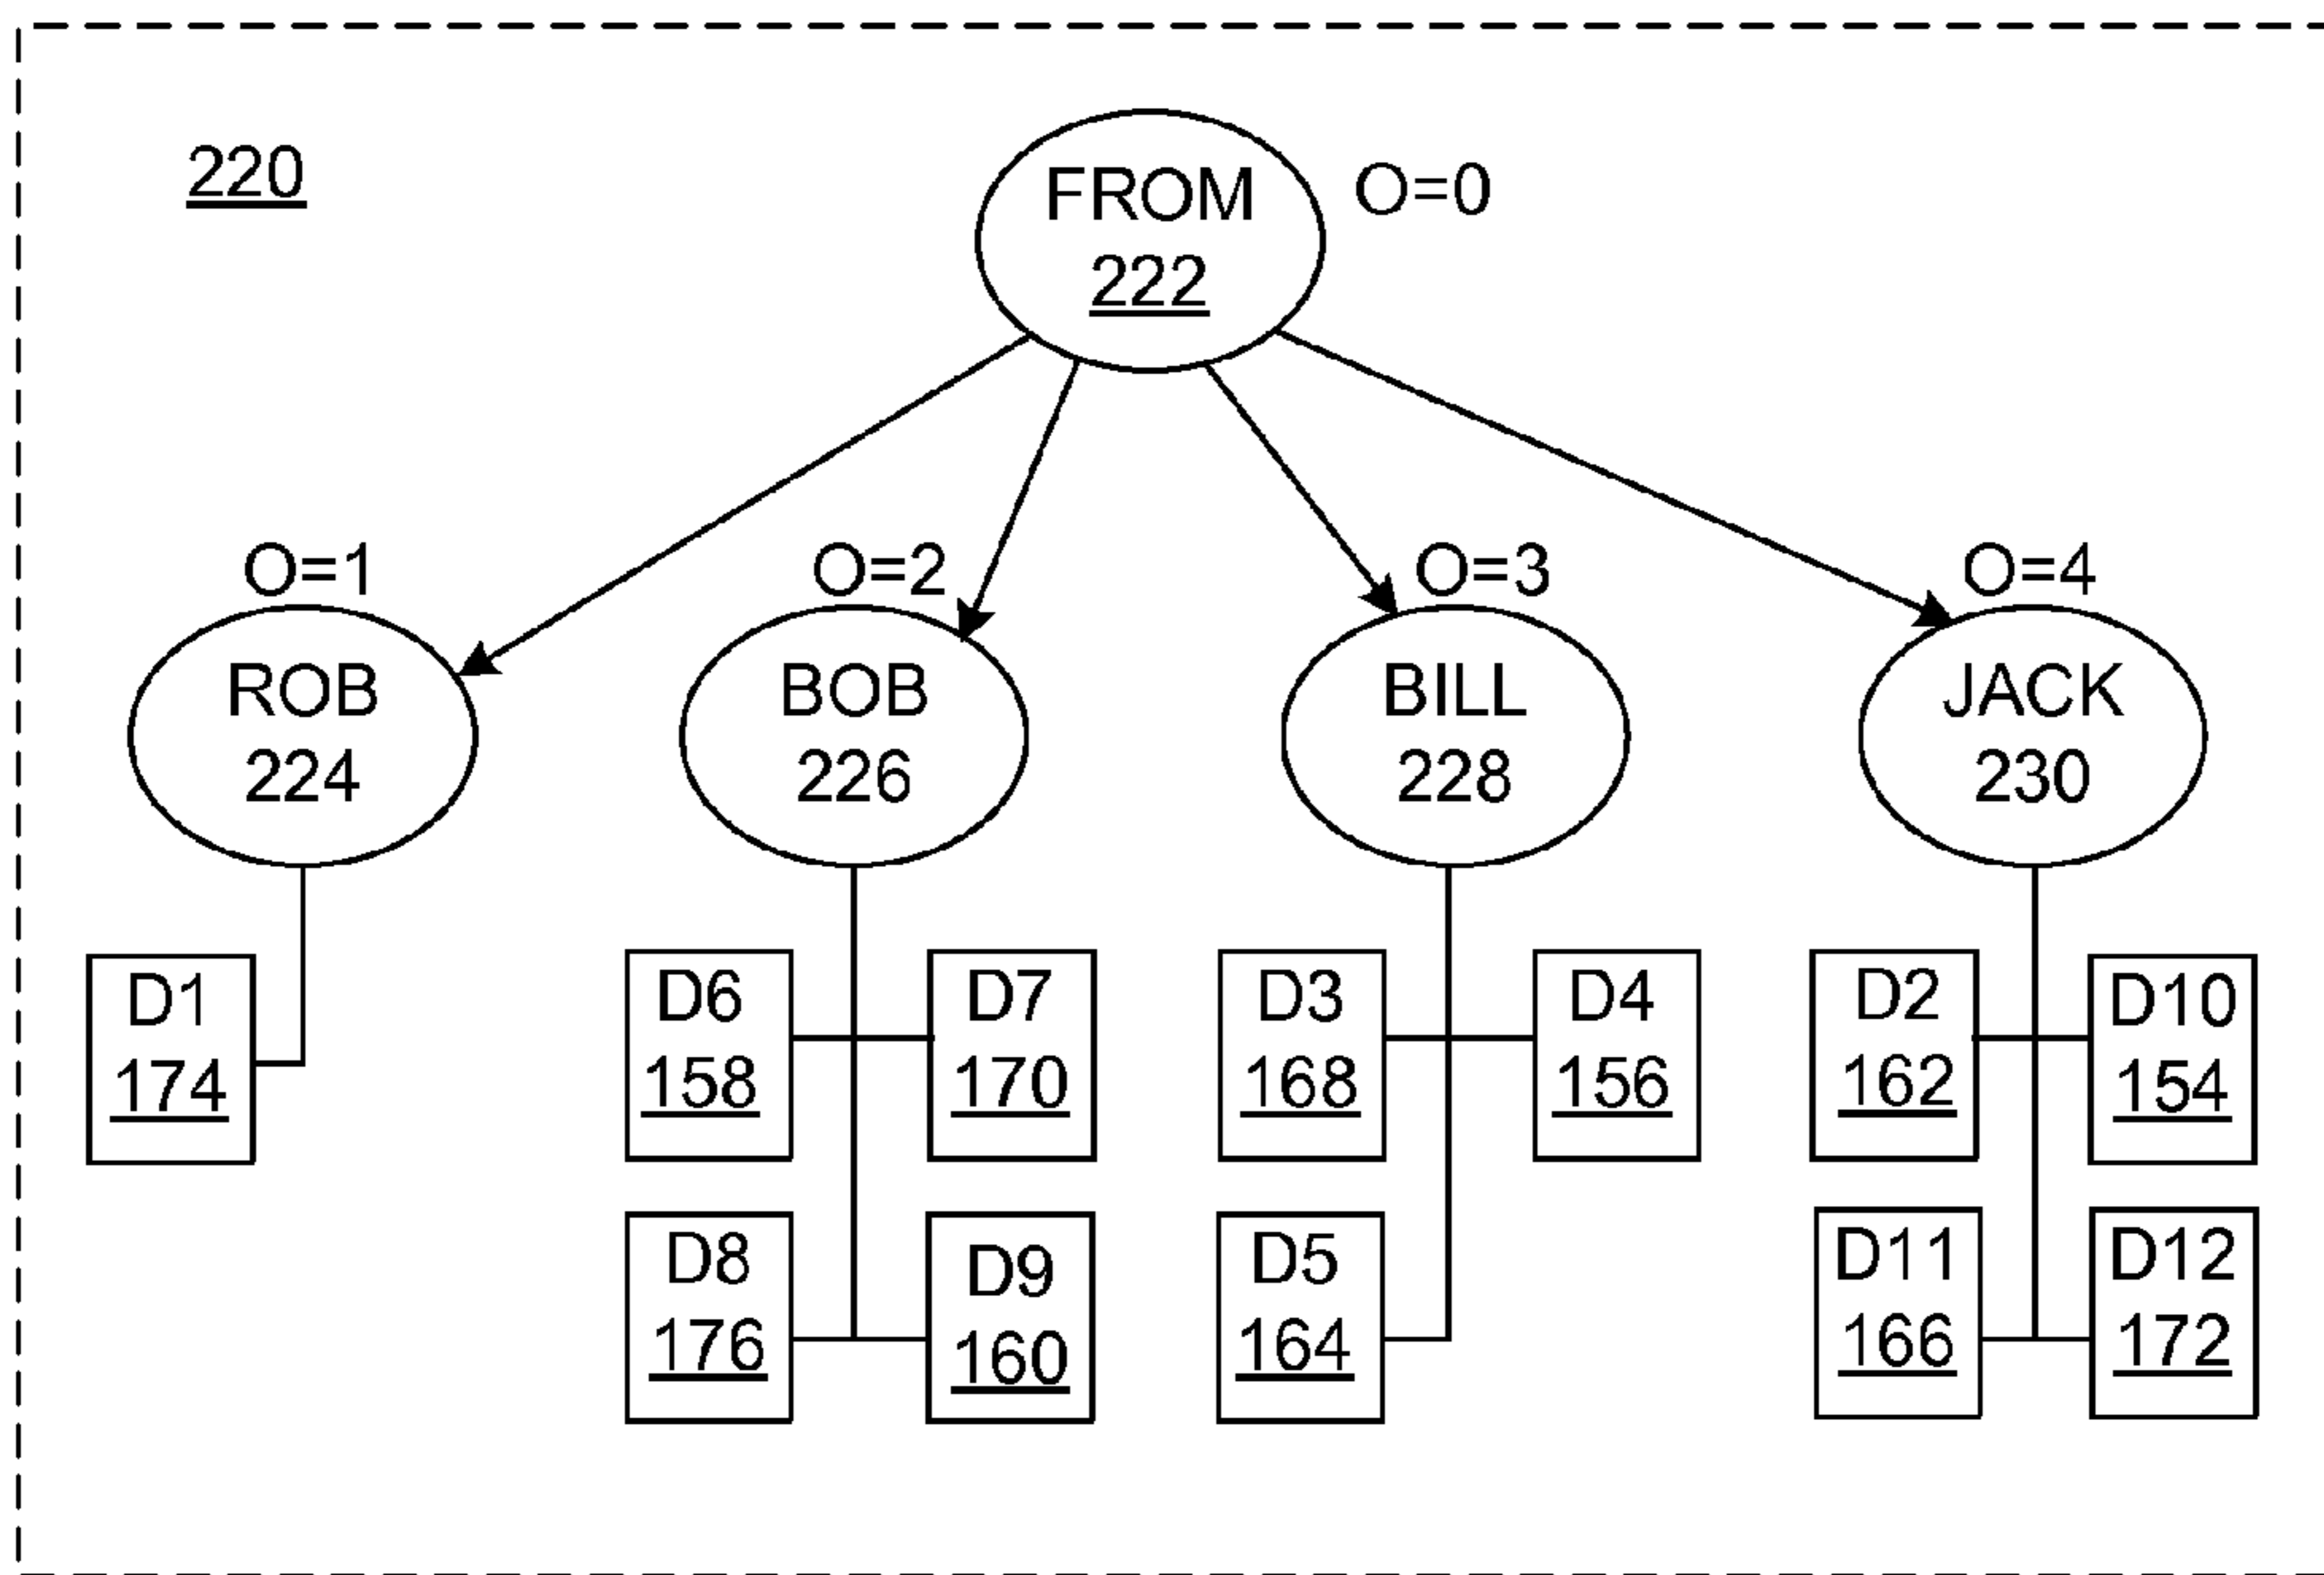 220
FROM
222
O=0
O=1
O=2
O=3
O=4
ROB
224
BOB
226
BILL
228
JACK
230
D1
174
D6
158
D7
170
D8
176
D9
160
D3
168
D4
156
D5
164
D2
162
D10
154
D11
166
D12
172